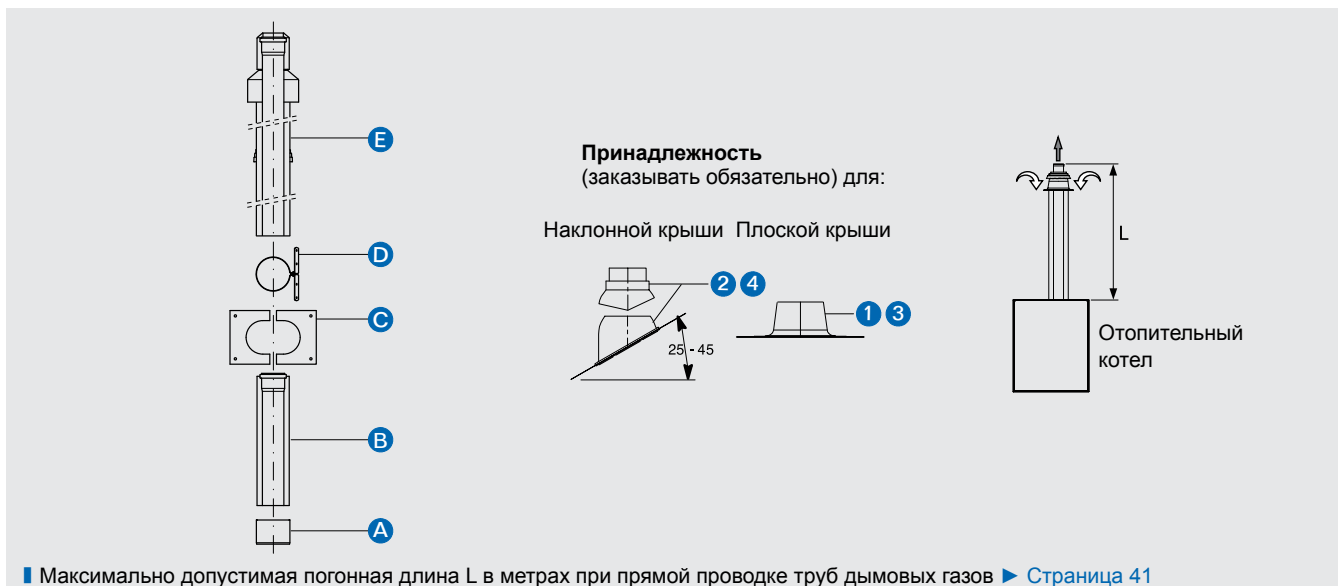 E
D
C
B
A
Принадлежность
(заказывать обязательно) для:
Наклонной крыши Плоской крыши
2 4
1 3
25 - 45
L
Отопительный
котел
Максимально допустимая погонная длина L в метрах при прямой проводке труб дымовых газов ► Страница 41